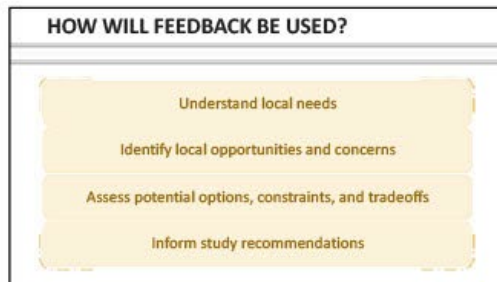 HOW WILL FEEDBACK BE USED?
Understand local needs
Identify local opportunities and concerns
Assess potential options, constraints, and tradeoffs
Inform study recommendations